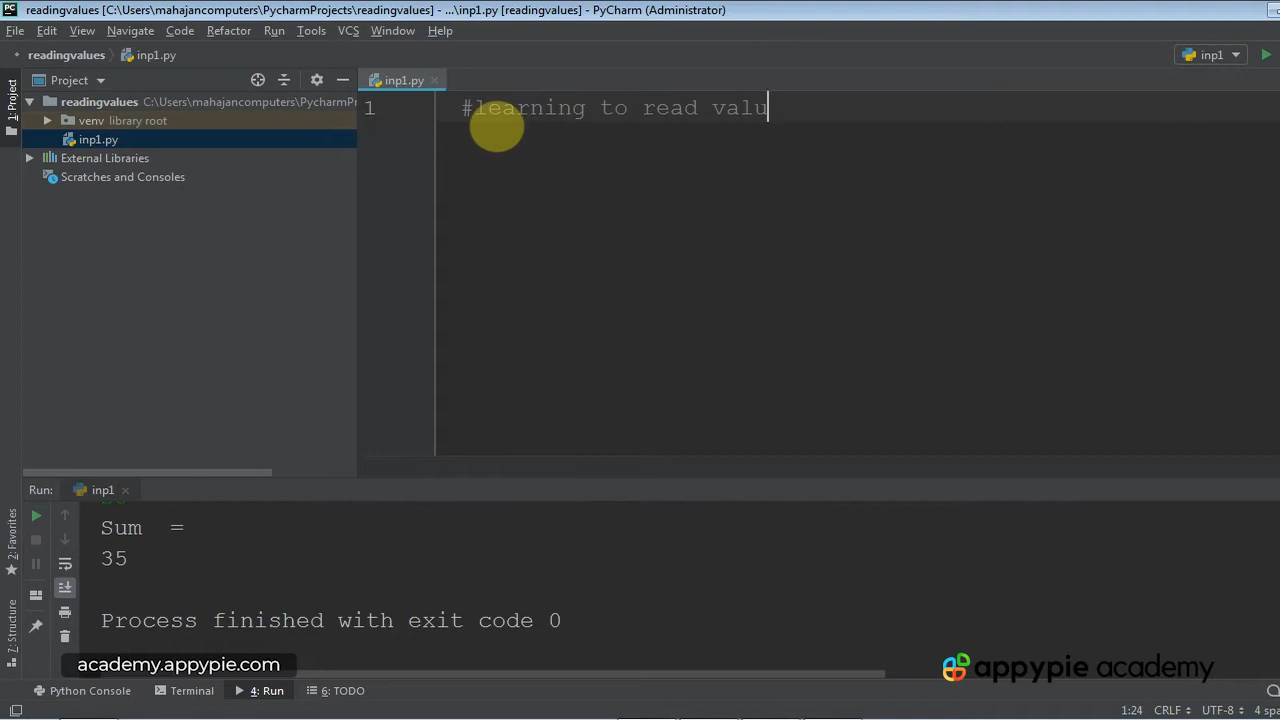 readingvalues [C:\Users\mahajancomputers\PycharmProjects\readingvalues] - ...\inp1.py [readingvalues] - PyCharm (Administrator)
File Edit View Navigate Code Refactor Run Tools VCS Window Help
readingvalues inp1.py inp1
1: Project
Project inp1.py
readingvalues C:\Users\mahajancomputers\PycharmPr
venv library root
inp1.py
External Libraries
Scratches and Consoles
1 #learning to read valu
Run: inp1
Sum =
35
Process finished with exit code 0
2: Favorites
7: Structure
academy.appypie.com
appypie academy
Python Console Terminal 4: Run 6: TODO
1:24 CRLF UTF-8 4 spa